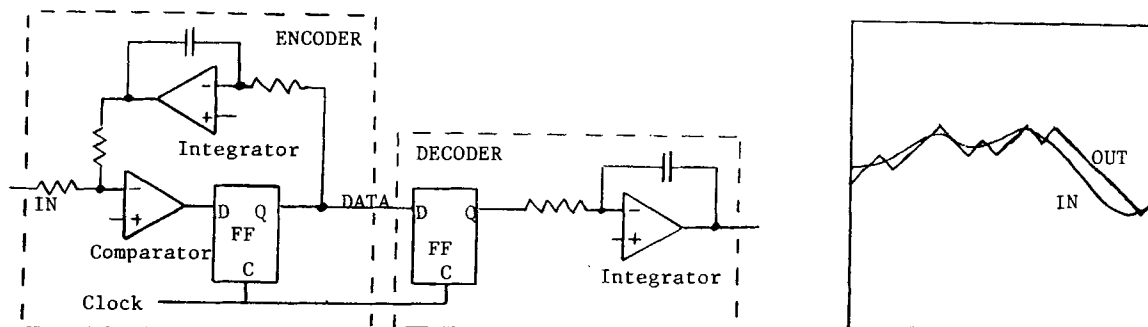 ENCODER
- +
Integrator
IN
- +
Comparator
D Q
FF
C
Clock
DATA
DECODER
D Q
FF
C
- +
Integrator
OUT
IN